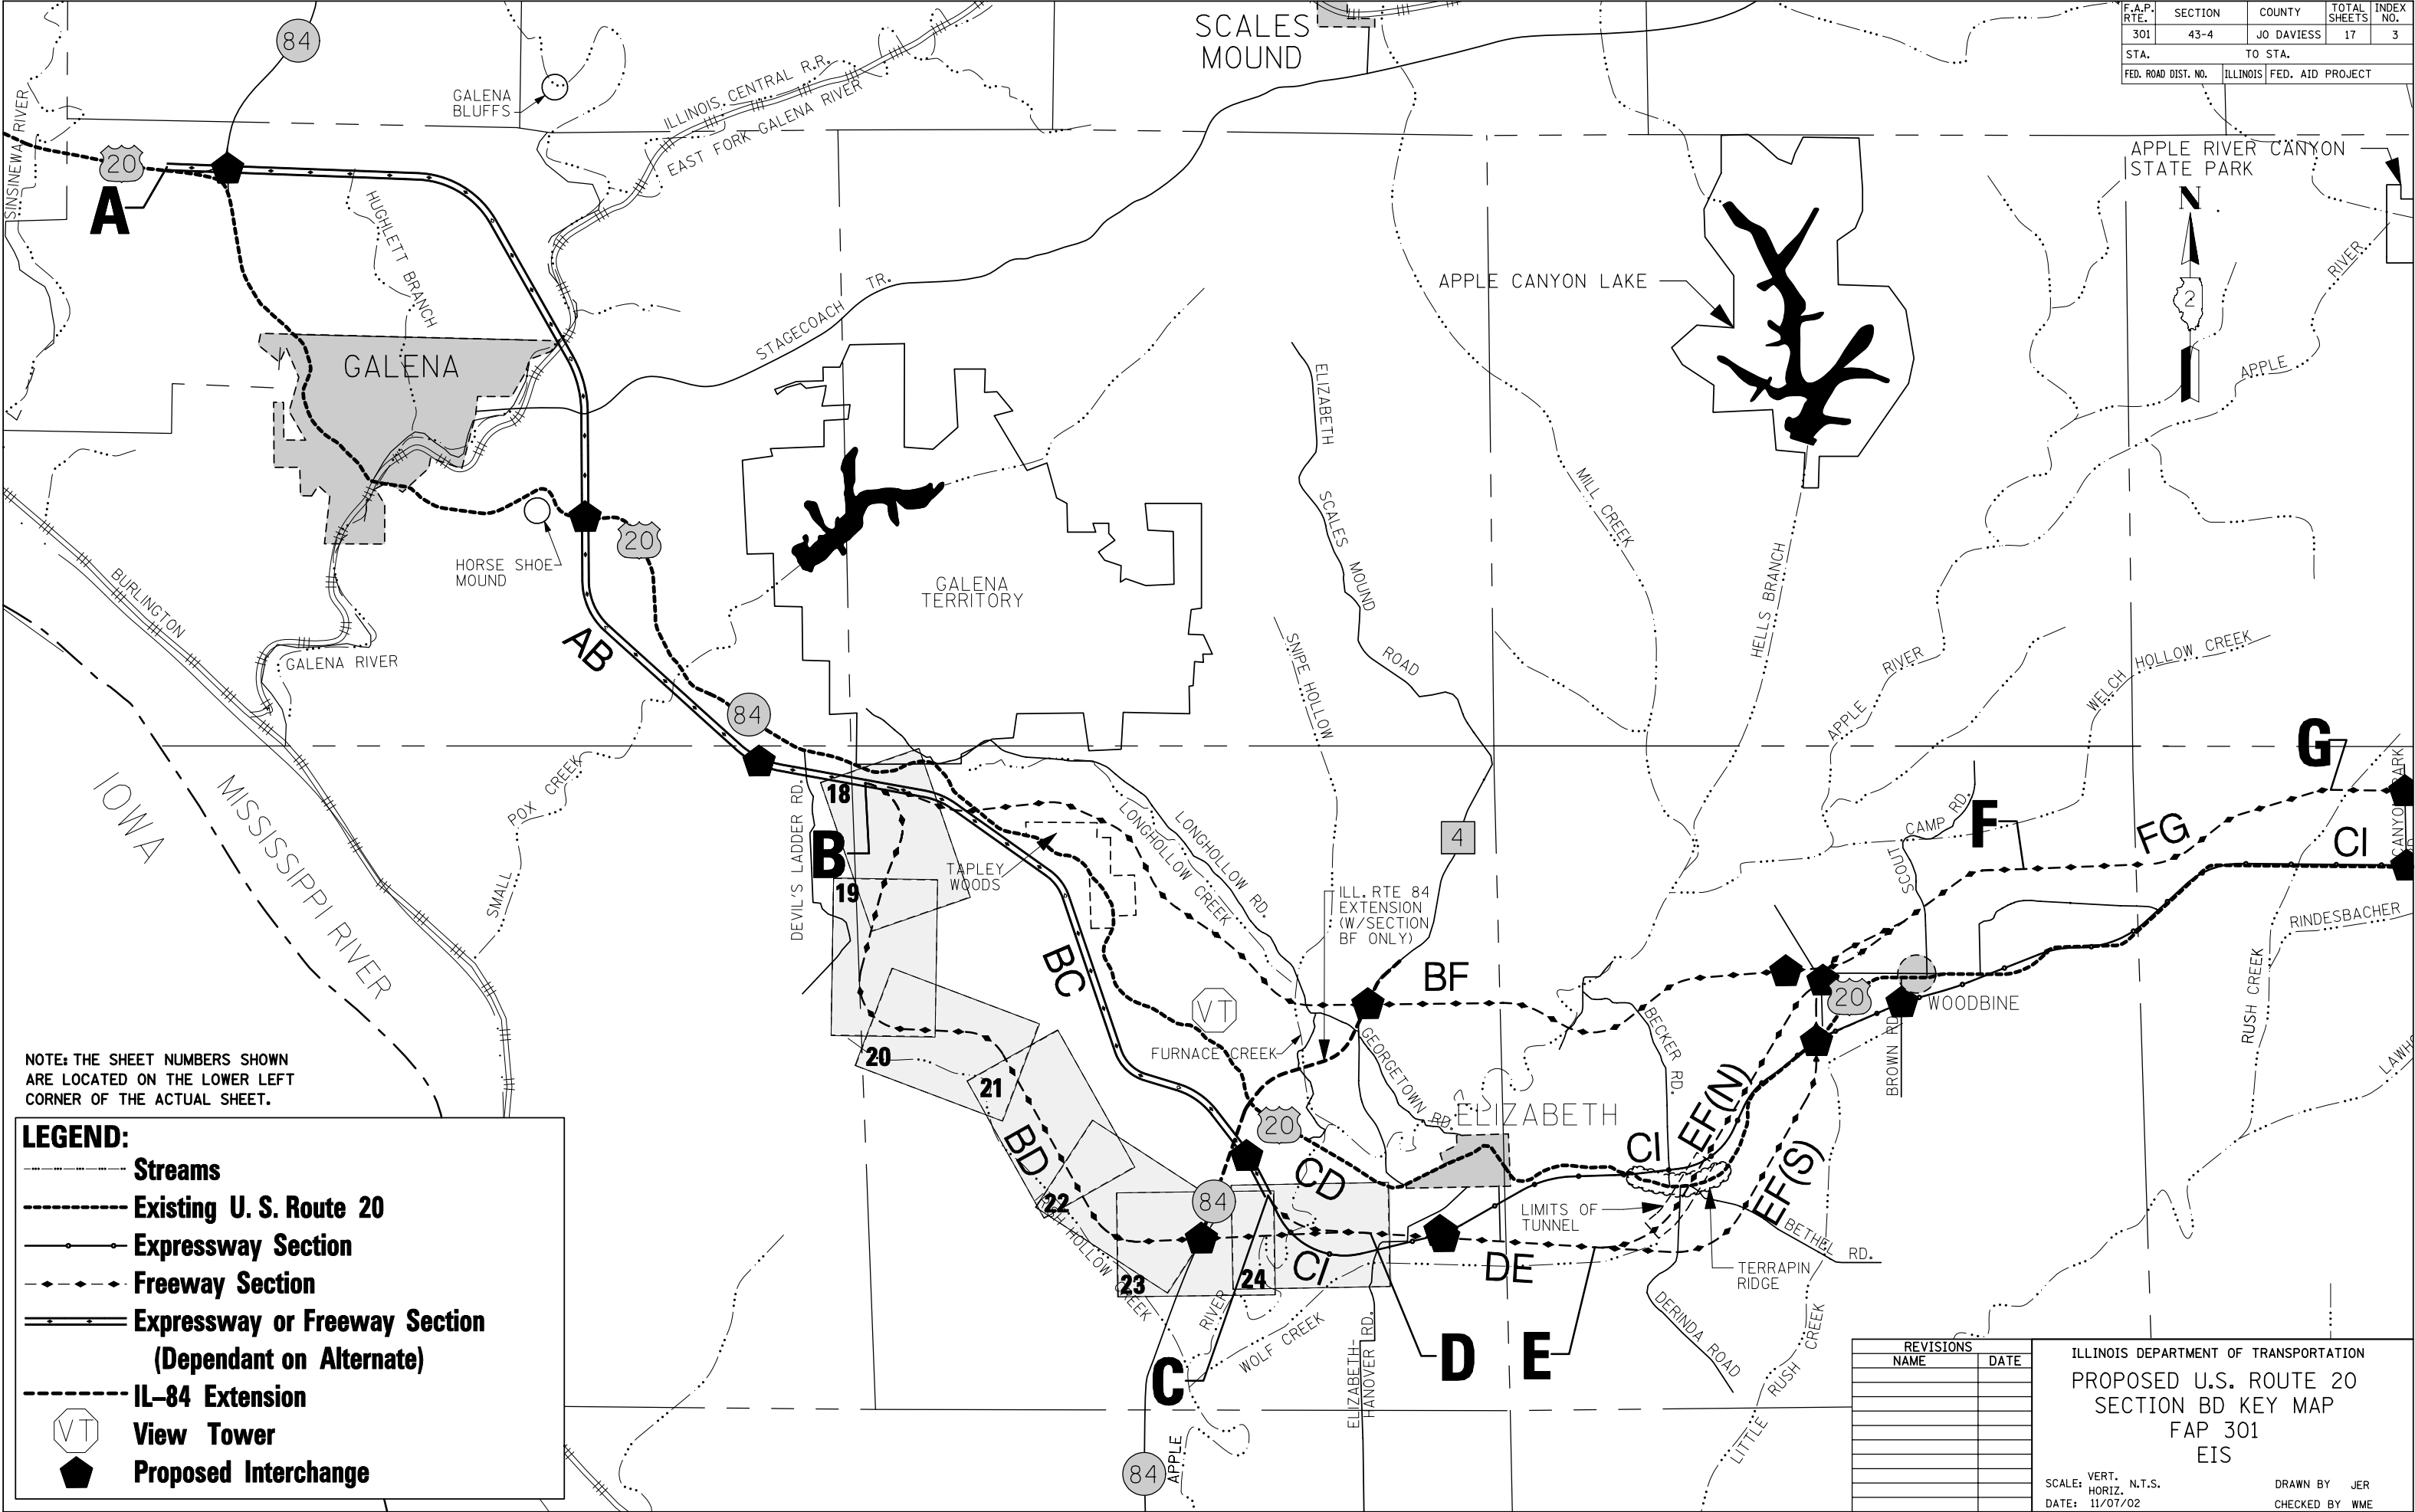 F.A.P. RTE.
SECTION
COUNTY
TOTAL SHEETS
INDEX NO.
301
43-4
JO DAVIESS
17
3
STA.
TO STA.
FED. ROAD DIST. NO.
ILLINOIS
FED. AID PROJECT
SCALES
MOUND
84
GALENA
BLUFFS
ILLINOIS CENTRAL R.R.
EAST FORK GALENA RIVER
SINSINEWA RIVER
20
A
HUGHLETT BRANCH
APPLE RIVER CANYON
STATE PARK
N
2
APPLE RIVER
APPLE CANYON LAKE
STAGECOACH TR.
GALENA
ELIZABETH SCALES MOUND ROAD
MILL CREEK
HELLS BRANCH
HORSE SHOE
MOUND
20
GALENA
TERRITORY
BURLINGTON
GALENA RIVER
AB
84
SNIPE HOLLOW
APPLE RIVER
WELCH HOLLOW CREEK
IOWA
MISSISSIPPI RIVER
SMALL POX CREEK
DEVIL'S LADDER RD.
18
B
19
TAPLEY
WOODS
LONGHOLLOW CREEK
LONGHOLLOW RD.
4
ILL. RTE 84
EXTENSION
(W/SECTION
BF ONLY)
BC
BF
VT
FURNACE CREEK
GEORGETOWN RD.
BECKER RD.
SCOUT CAMP RD.
F
FG
G
CI
RINDESBACHER
RUSH CREEK
20
WOODBINE
BROWN RD.
20
21
BD
22
23
24
20
CD
84
ELIZABETH
CI
EF(N)
EF(S)
LIMITS OF
TUNNEL
BETHEL RD.
TERRAPIN
RIDGE
DE
CI
C
D
E
WOLF CREEK
ELIZABETH-
HANOVER RD.
DERINDA ROAD
LITTLE RUSH CREEK
APPLE RIVER
84
NOTE: THE SHEET NUMBERS SHOWN
ARE LOCATED ON THE LOWER LEFT
CORNER OF THE ACTUAL SHEET.
LEGEND:
Streams
Existing U. S. Route 20
Expressway Section
Freeway Section
Expressway or Freeway Section
(Dependant on Alternate)
IL-84 Extension
VT
View Tower
Proposed Interchange
REVISIONS
NAME
DATE
ILLINOIS DEPARTMENT OF TRANSPORTATION
PROPOSED U.S. ROUTE 20
SECTION BD KEY MAP
FAP 301
EIS
SCALE: VERT. HORIZ. N.T.S.
DATE: 11/07/02
DRAWN BY JER
CHECKED BY WME